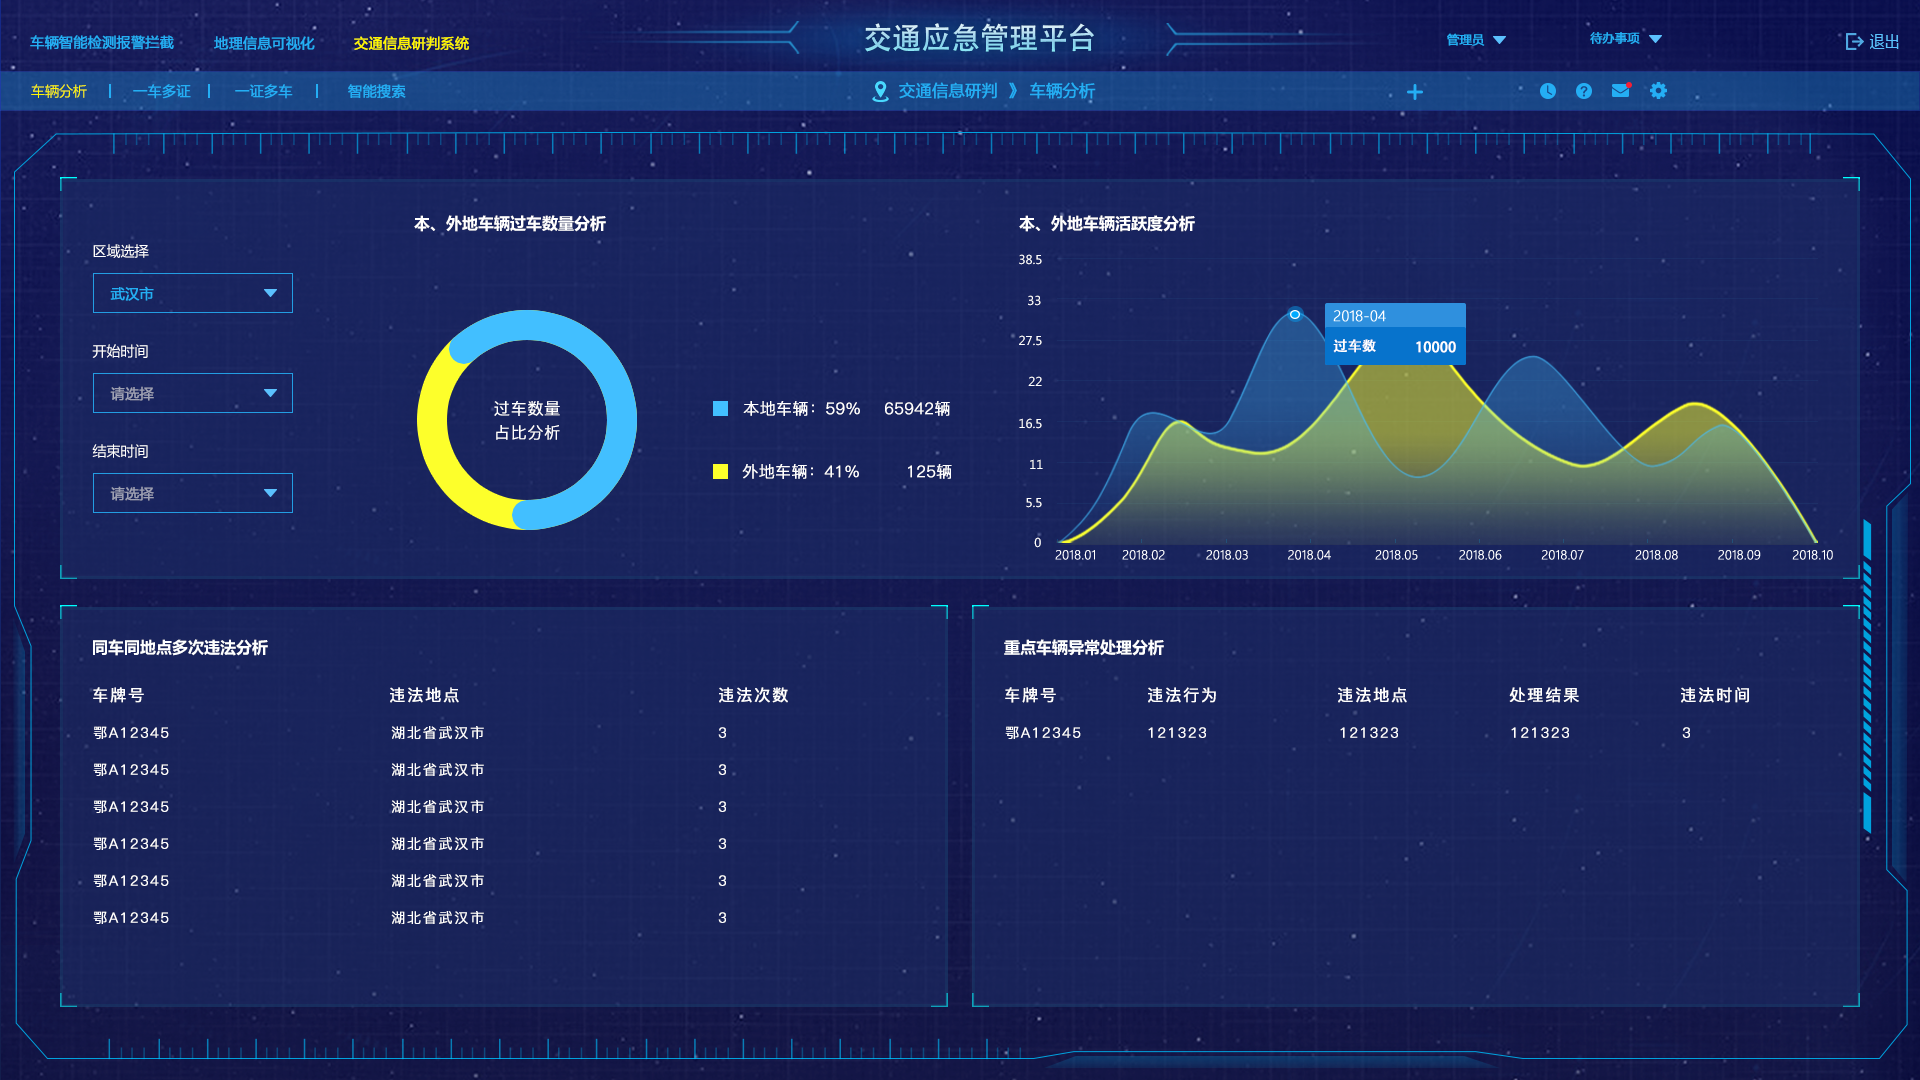 车辆智能检测报警拦截 地理信息可视化 交通信息研判系统 交通应急管理平台 管理员 待办事项 退出
车辆分析 一车多证 一证多车 智能搜索 交通信息研判 》 车辆分析
本、外地车辆过车数量分析
区域选择
武汉市
开始时间
请选择
结束时间
请选择
过车数量
占比分析
本地车辆：59% 65942辆
外地车辆：41% 125辆
本、外地车辆活跃度分析
38.5
33
27.5
22
16.5
11
5.5
0
2018-04
过车数 10000
2018.01 2018.02 2018.03 2018.04 2018.05 2018.06 2018.07 2018.08 2018.09 2018.10
同车同地点多次违法分析
车牌号 违法地点 违法次数
鄂A12345 湖北省武汉市 3
鄂A12345 湖北省武汉市 3
鄂A12345 湖北省武汉市 3
鄂A12345 湖北省武汉市 3
鄂A12345 湖北省武汉市 3
鄂A12345 湖北省武汉市 3
重点车辆异常处理分析
车牌号 违法行为 违法地点 处理结果 违法时间
鄂A12345 121323 121323 121323 3